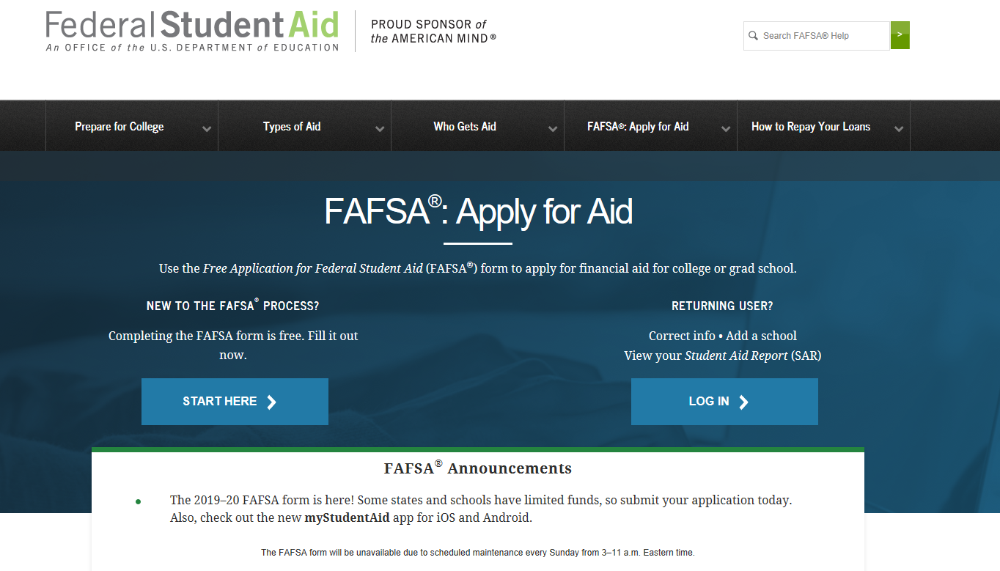 Federal Student Aid
An OFFICE of the U.S. DEPARTMENT of EDUCATION
PROUD SPONSOR of
the AMERICAN MIND®
Search FAFSA® Help
>
Prepare for College
Types of Aid
Who Gets Aid
FAFSA®: Apply for Aid
How to Repay Your Loans
FAFSA®: Apply for Aid
Use the Free Application for Federal Student Aid (FAFSA®) form to apply for financial aid for college or grad school.
NEW TO THE FAFSA® PROCESS?
Completing the FAFSA form is free. Fill it out
now.
START HERE
RETURNING USER?
Correct info • Add a school
View your Student Aid Report (SAR)
LOG IN
FAFSA® Announcements
• The 2019–20 FAFSA form is here! Some states and schools have limited funds, so submit your application today.
Also, check out the new myStudentAid app for iOS and Android.
The FAFSA form will be unavailable due to scheduled maintenance every Sunday from 3–11 a.m. Eastern time.